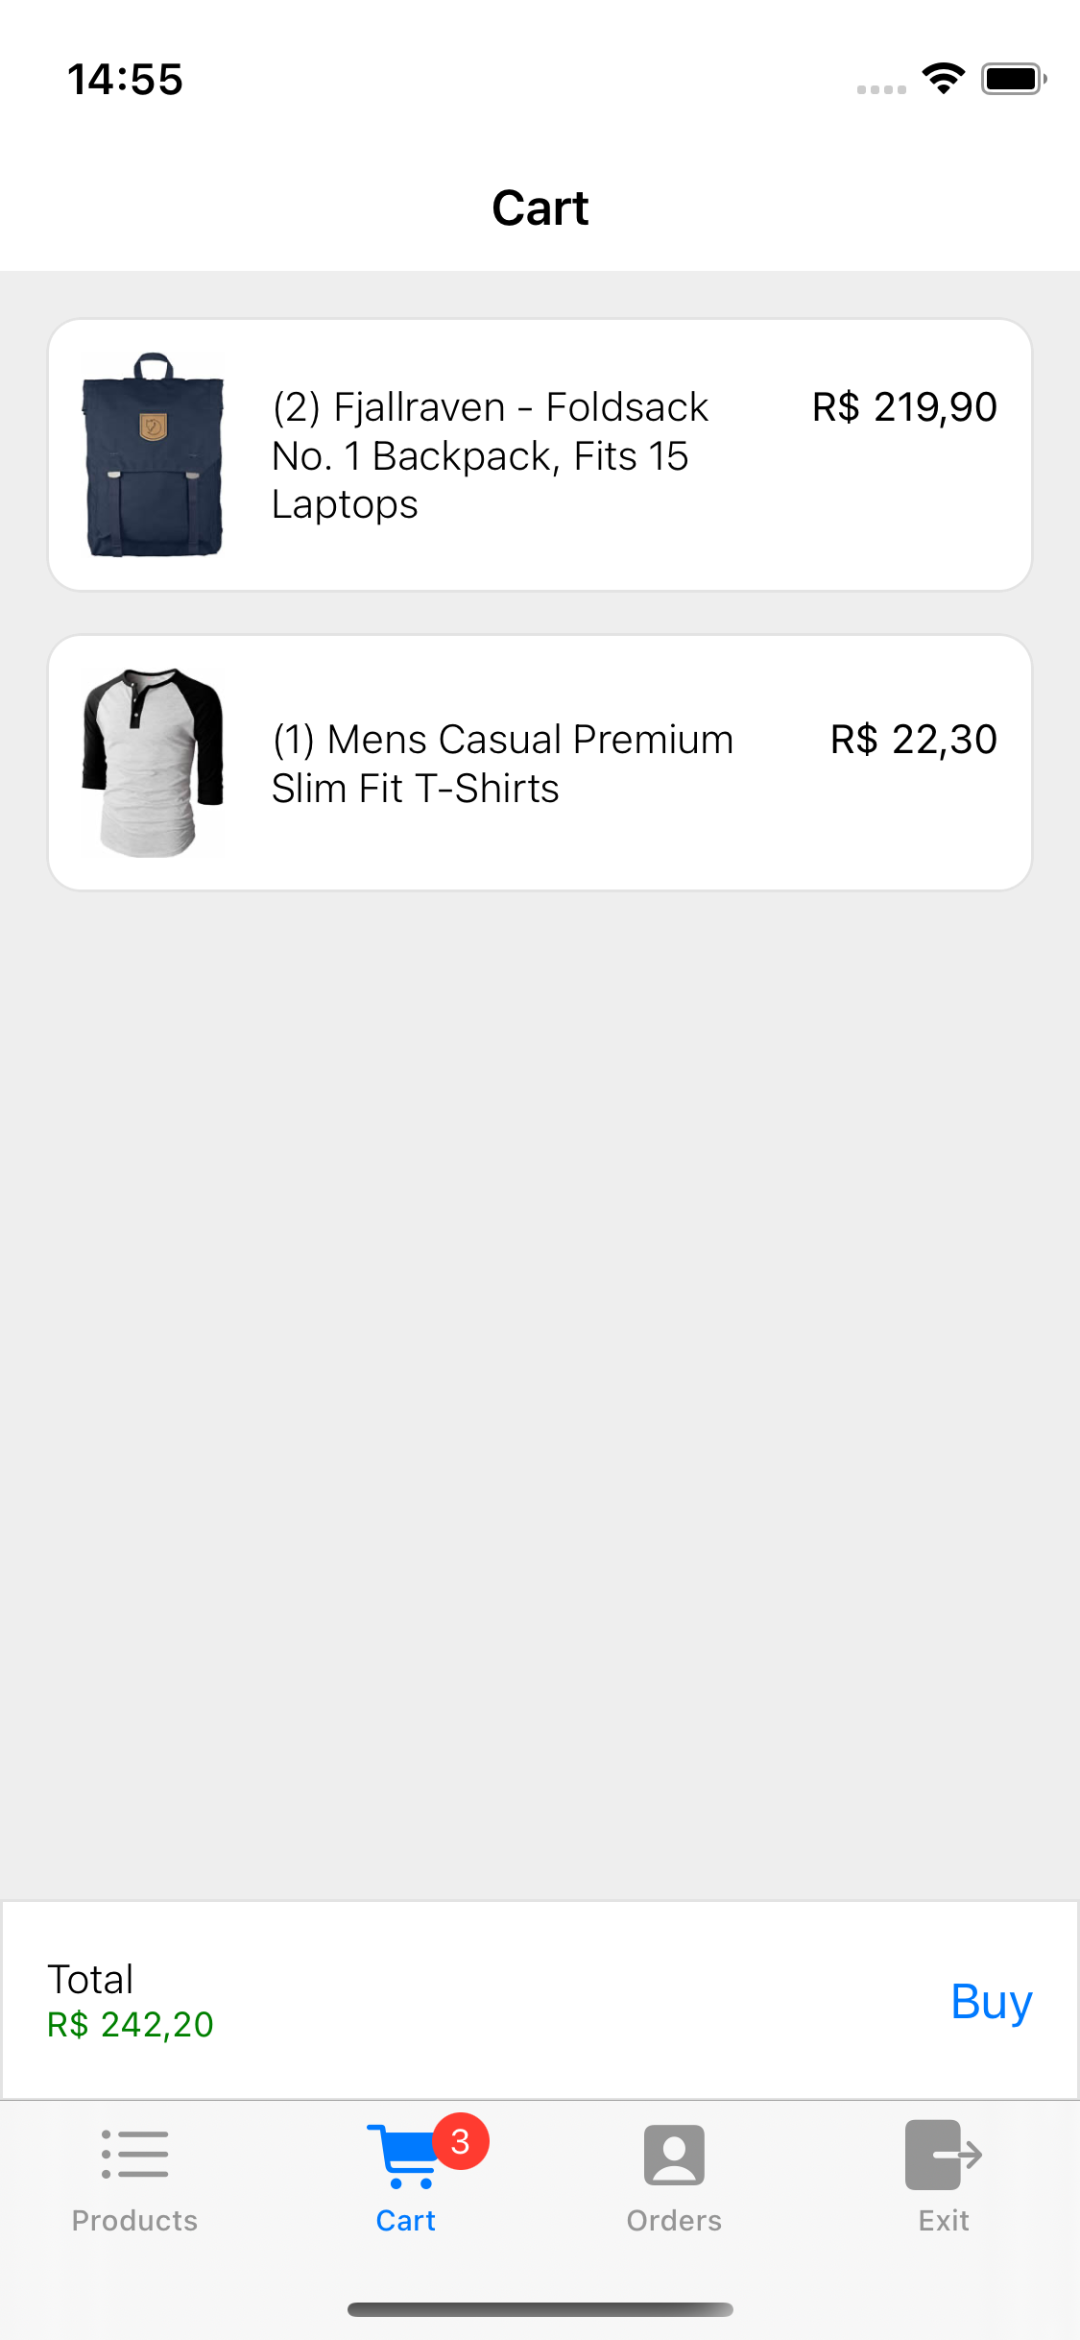 14:55
Cart
(2) Fjallraven - Foldsack
R$ 219,90
No. 1 Backpack, Fits 15
Laptops
(1) Mens Casual Premium
R$ 22,30
Slim Fit T-Shirts
Total
R$ 242,20
Buy
3
Products
Cart
Orders
Exit